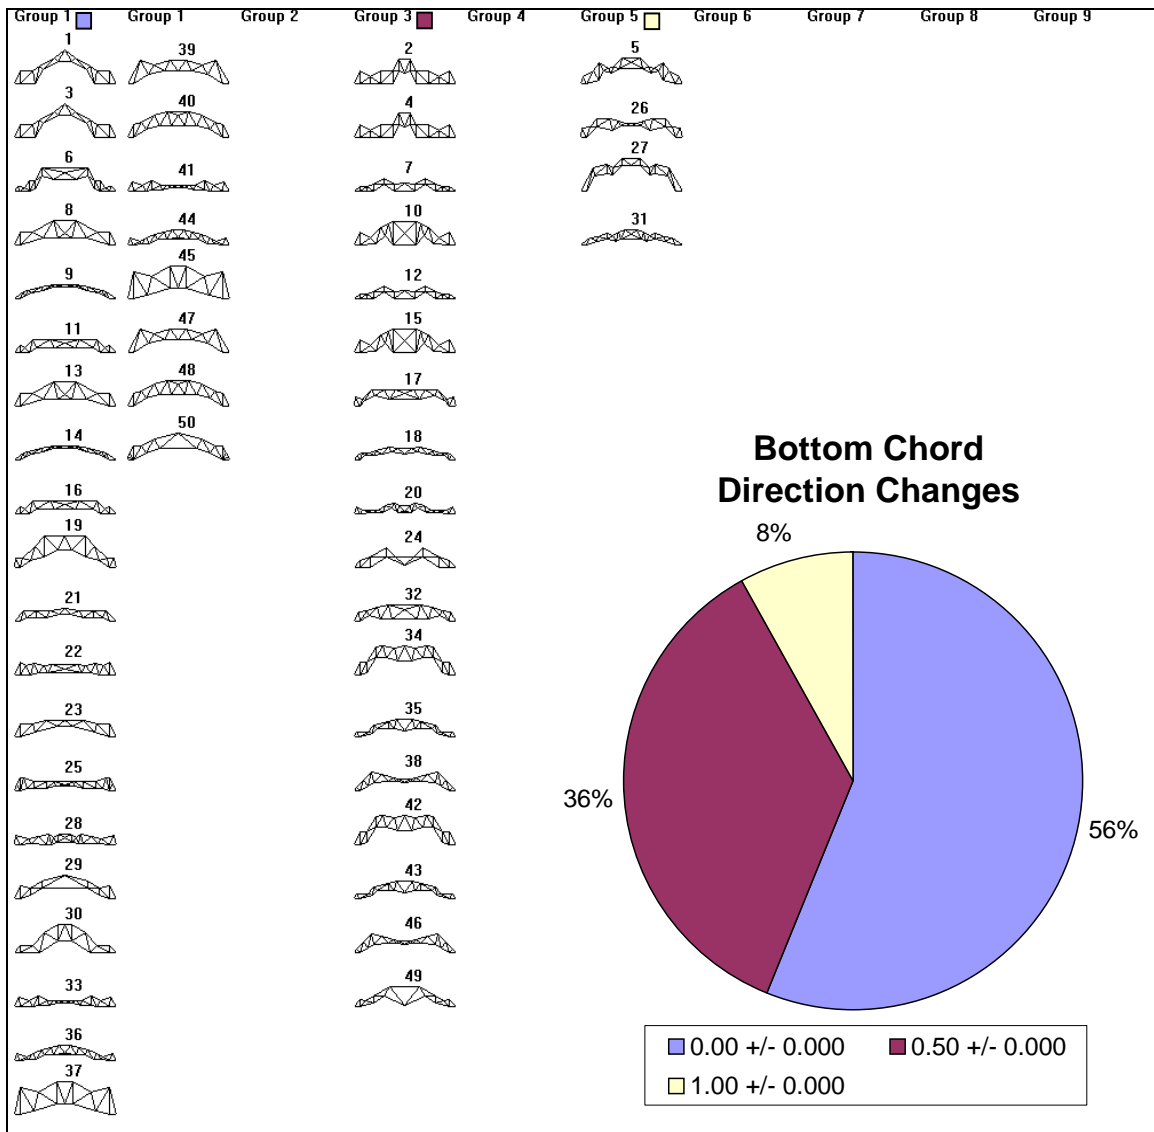 Group 1 Group 1 Group 2 Group 3 Group 4 Group 5 Group 6 Group 7 Group 8 Group 9
1 39 2 5
3 40 4 26
6 41 7 27
8 44 10 31
9 45 12
11 47 15
13 48 17
14 50 18
16 20
19 24
21 32
22 34
23 35
25 38
28 42
29 43
30 46
33 49
36
37
Bottom Chord
Direction Changes
8%
36%
56%
0.00 +/- 0.000 0.50 +/- 0.000
1.00 +/- 0.000